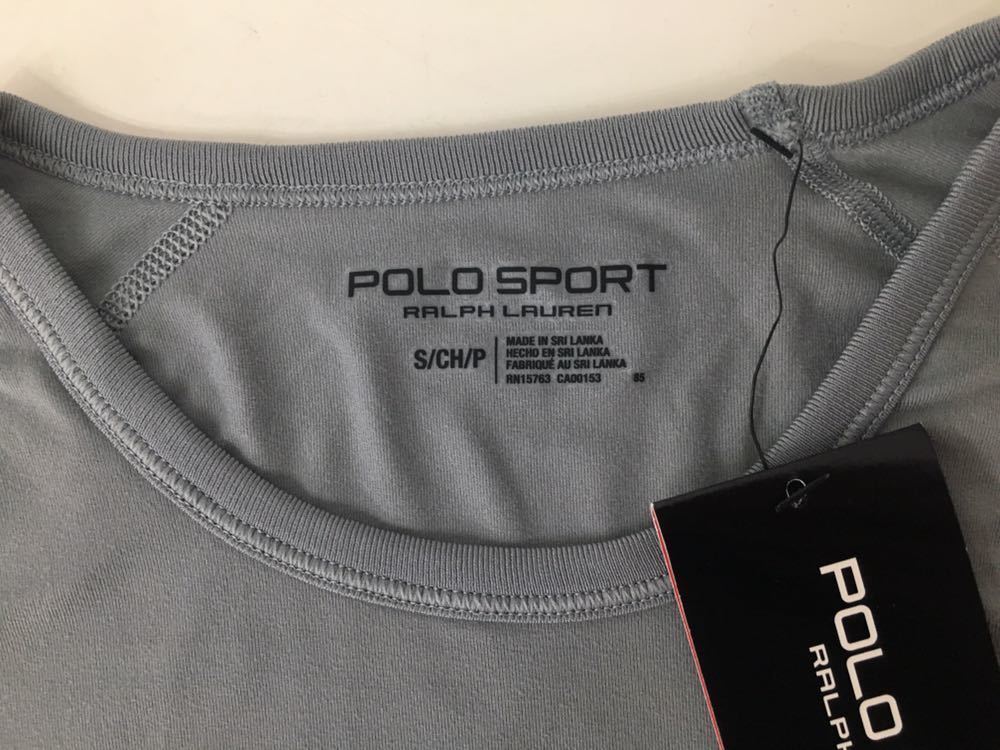 POLO SPORT
RALPH LAUREN
S/CH/P
MADE IN SRI LANKA
HECHO EN SRI LANKA
FABRIQUÉ AU SRI LANKA
RN15763 CA00153 85
POLO
RALPH